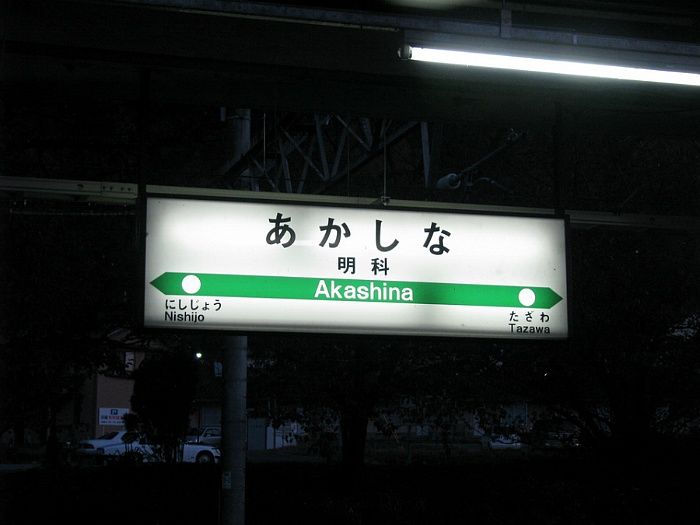 あかしな
明科
Akashina
にしじょう
Nishijo
たざわ
Tazawa